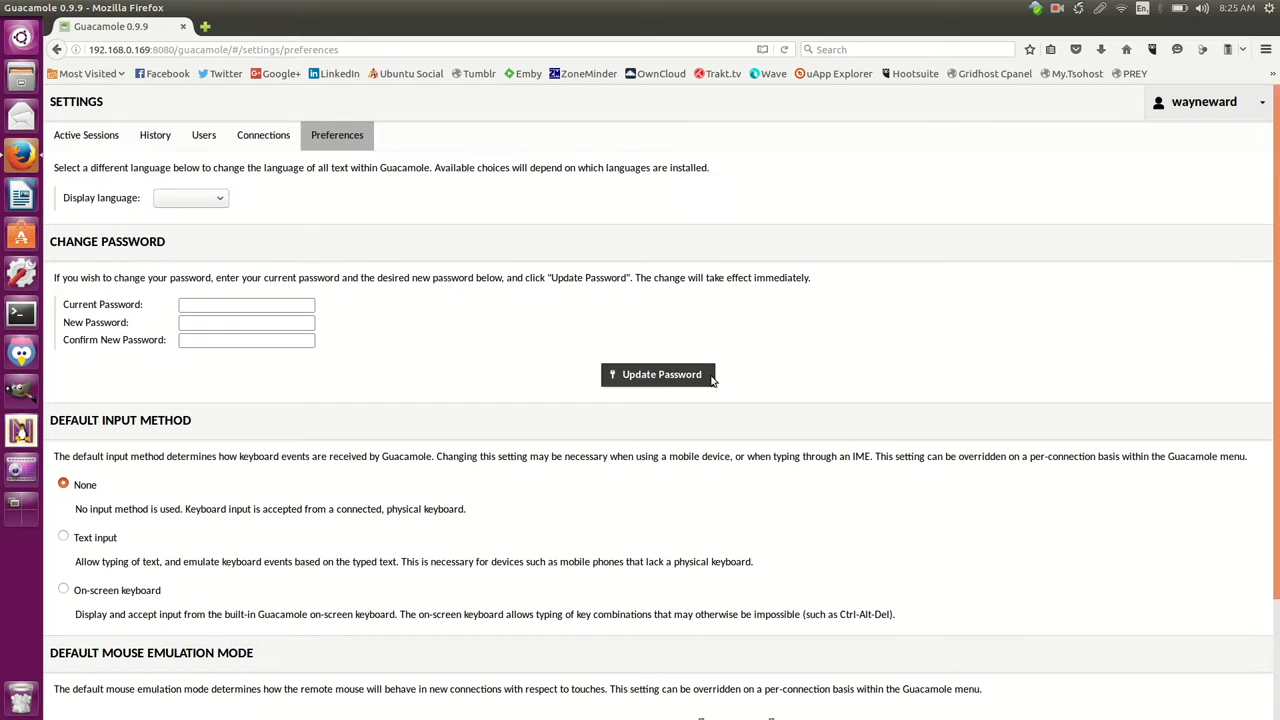 Guacamole 0.9.9 - Mozilla Firefox
En
8:25 AM
Guacamole 0.9.9
192.168.0.169:8080/guacamole/#/settings/preferences
Search
Most Visited
Facebook
Twitter
Google+
LinkedIn
Ubuntu Social
Tumblr
Emby
ZoneMinder
OwnCloud
Trakt.tv
Wave
uApp Explorer
Hootsuite
Gridhost Cpanel
My.Tsohost
PREY
SETTINGS
wayneward
Active Sessions
History
Users
Connections
Preferences
Select a different language below to change the language of all text within Guacamole. Available choices will depend on which languages are installed.
Display language:
CHANGE PASSWORD
If you wish to change your password, enter your current password and the desired new password below, and click "Update Password". The change will take effect immediately.
Current Password:
New Password:
Confirm New Password:
Update Password
DEFAULT INPUT METHOD
The default input method determines how keyboard events are received by Guacamole. Changing this setting may be necessary when using a mobile device, or when typing through an IME. This setting can be overridden on a per-connection basis within the Guacamole menu.
None
No input method is used. Keyboard input is accepted from a connected, physical keyboard.
Text input
Allow typing of text, and emulate keyboard events based on the typed text. This is necessary for devices such as mobile phones that lack a physical keyboard.
On-screen keyboard
Display and accept input from the built-in Guacamole on-screen keyboard. The on-screen keyboard allows typing of key combinations that may otherwise be impossible (such as Ctrl-Alt-Del).
DEFAULT MOUSE EMULATION MODE
The default mouse emulation mode determines how the remote mouse will behave in new connections with respect to touches. This setting can be overridden on a per-connection basis within the Guacamole menu.